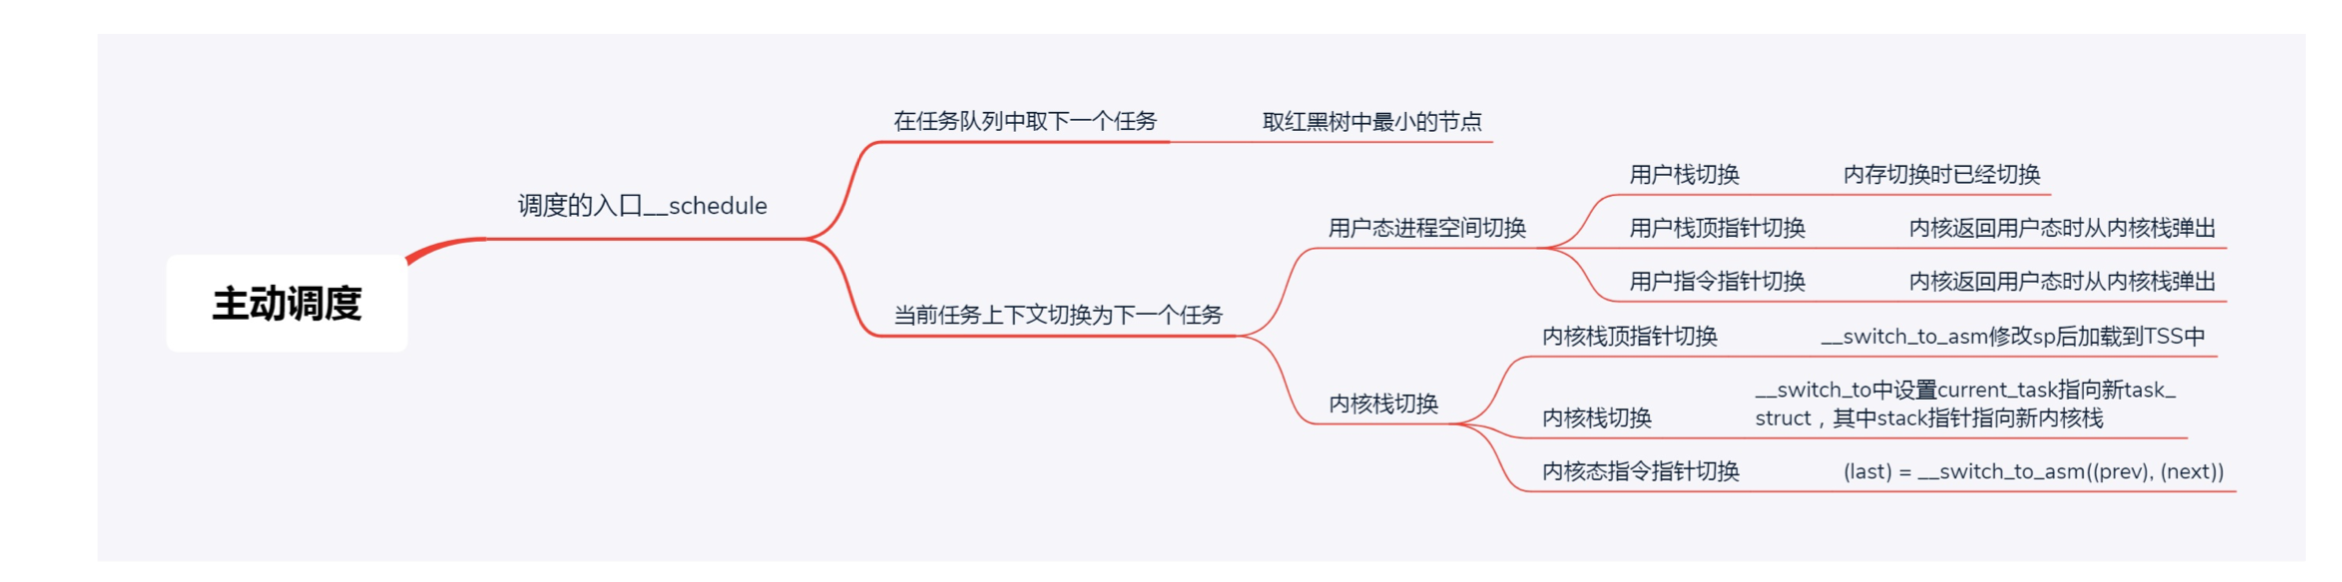 主动调度
调度的入口__schedule
在任务队列中取下一个任务
取红黑树中最小的节点
当前任务上下文切换为下一个任务
用户态进程空间切换
用户栈切换
内存切换时已经切换
用户栈顶指针切换
内核返回用户态时从内核栈弹出
用户指令指针切换
内核返回用户态时从内核栈弹出
内核栈切换
内核栈顶指针切换
__switch_to_asm修改sp后加载到TSS中
内核栈切换
__switch_to中设置current_task指向新task_
struct，其中stack指针指向新内核栈
内核态指令指针切换
(last) = __switch_to_asm((prev), (next))